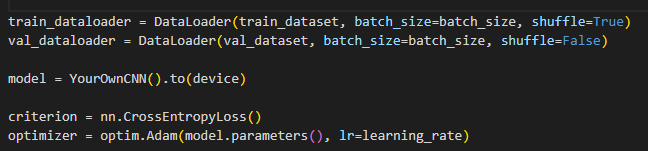 train_dataloader = DataLoader(train_dataset, batch_size=batch_size, shuffle=True)
val_dataloader = DataLoader(val_dataset, batch_size=batch_size, shuffle=False)
model = YourOwnCNN().to(device)
criterion = nn.CrossEntropyLoss()
optimizer = optim.Adam(model.parameters(), lr=learning_rate)